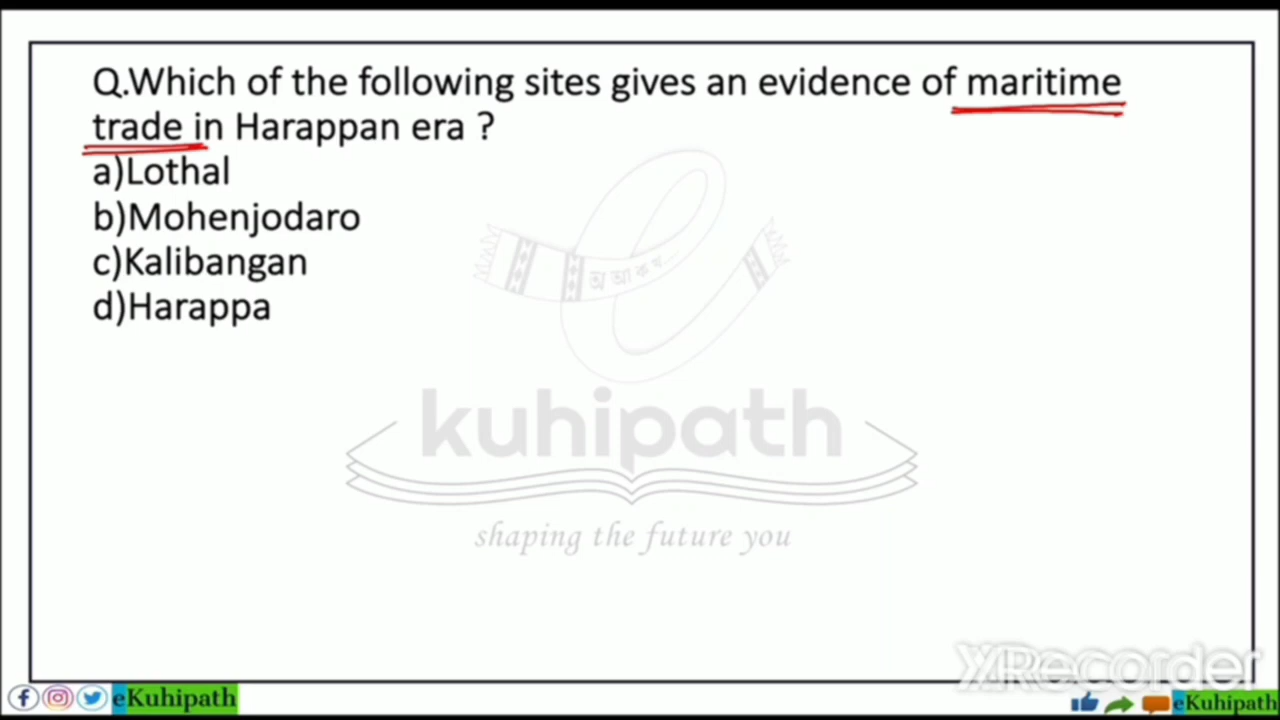 Q.Which of the following sites gives an evidence of maritime
trade in Harappan era ?
a)Lothal
b)Mohenjodaro
c)Kalibangan
d)Harappa
অ আ ক খ...
kuhipath
shaping the future you
XRecorder
eKuhipath
eKuhipath